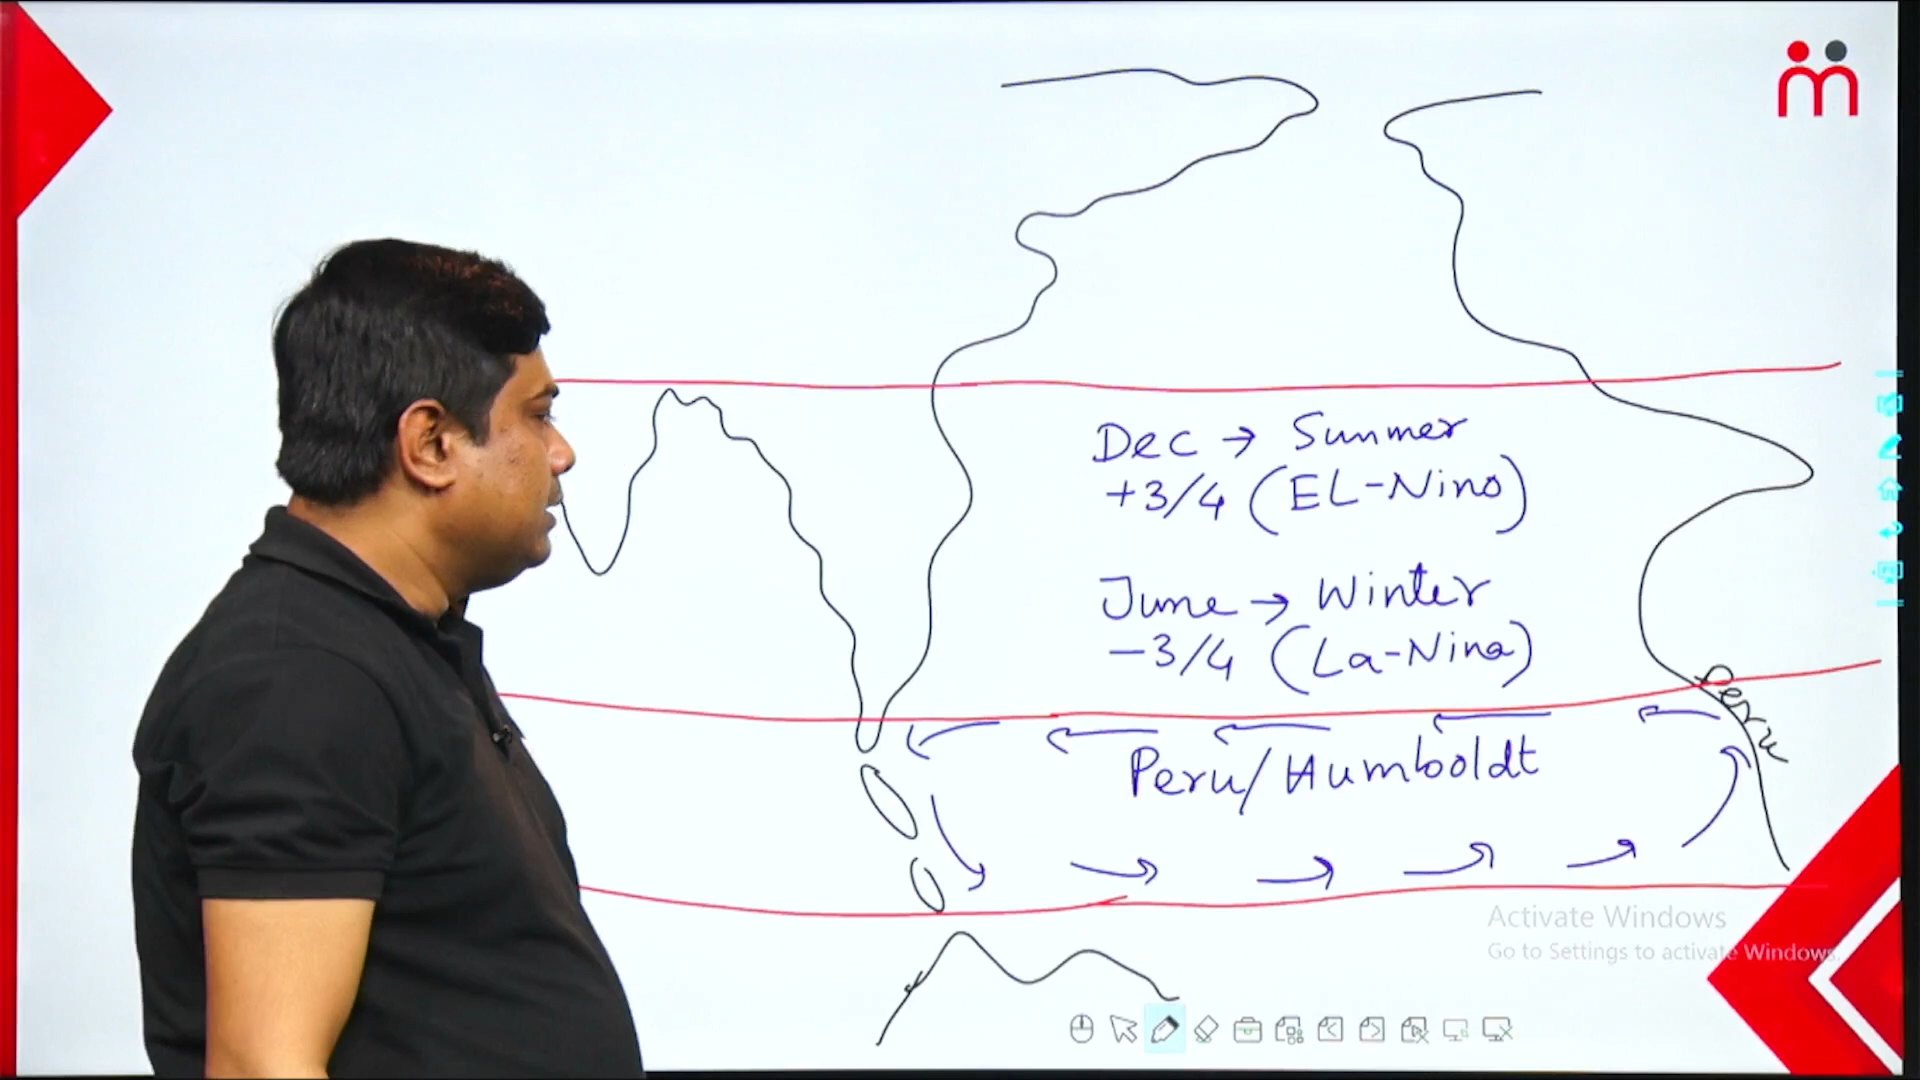 Dec → Summer
+3/4 (EL-Nino)
June → Winter
-3/4 (La-Nina)
Peru
Peru/Humboldt
Activate Windows
Go to Settings to activate Windows.